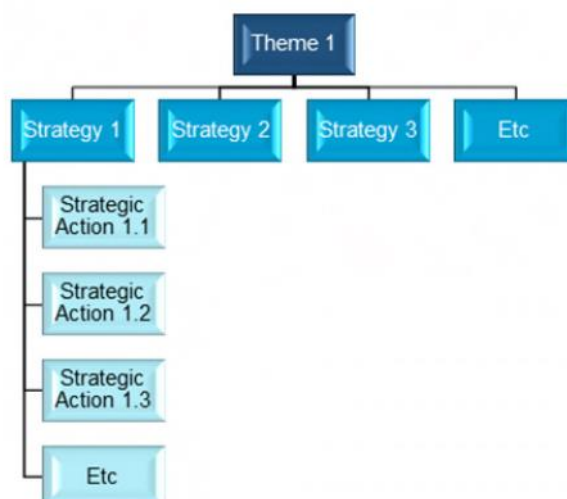 Theme 1
Strategy 1
Strategy 2
Strategy 3
Etc
Strategic
Action 1.1
Strategic
Action 1.2
Strategic
Action 1.3
Etc